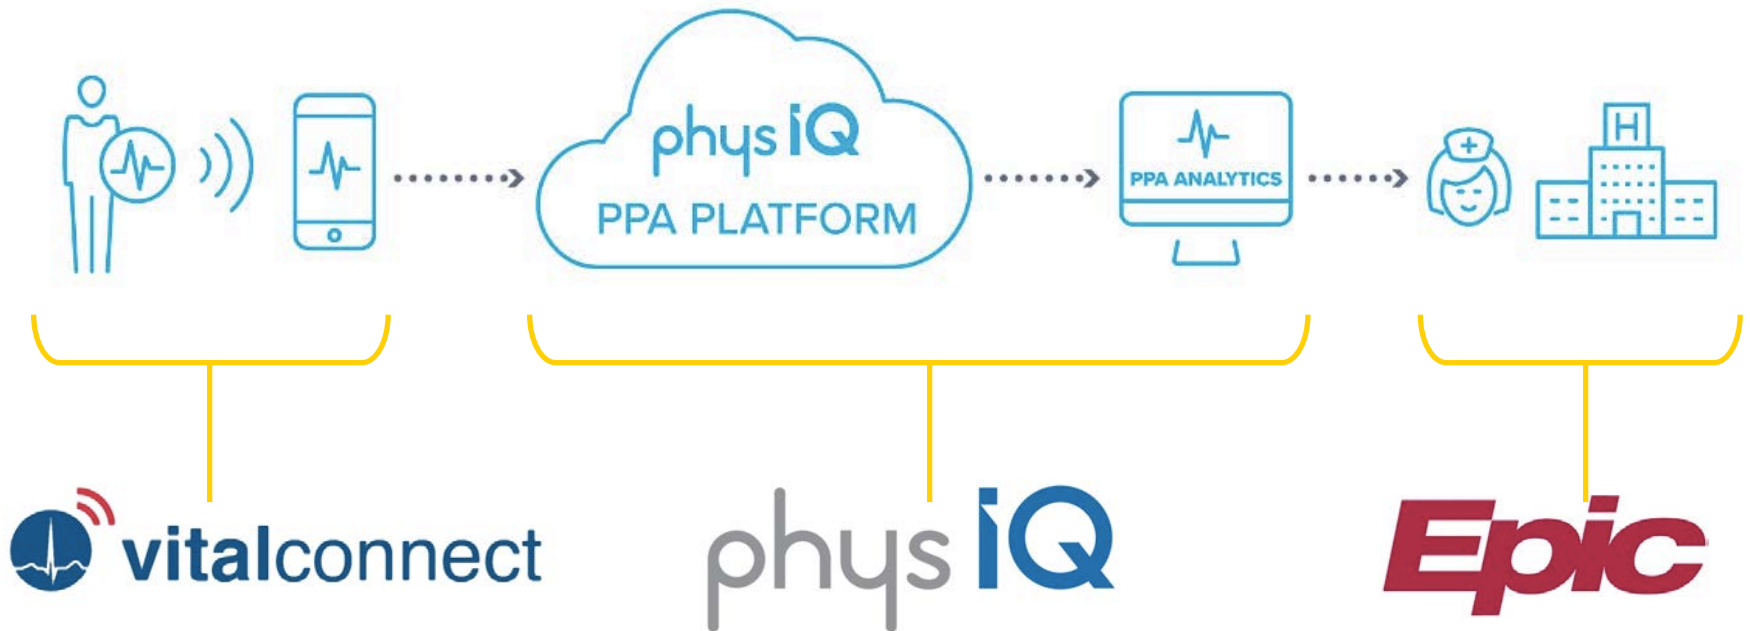 physIQ
PPA PLATFORM
PPA ANALYTICS
H
vitalconnect
physIQ
Epic